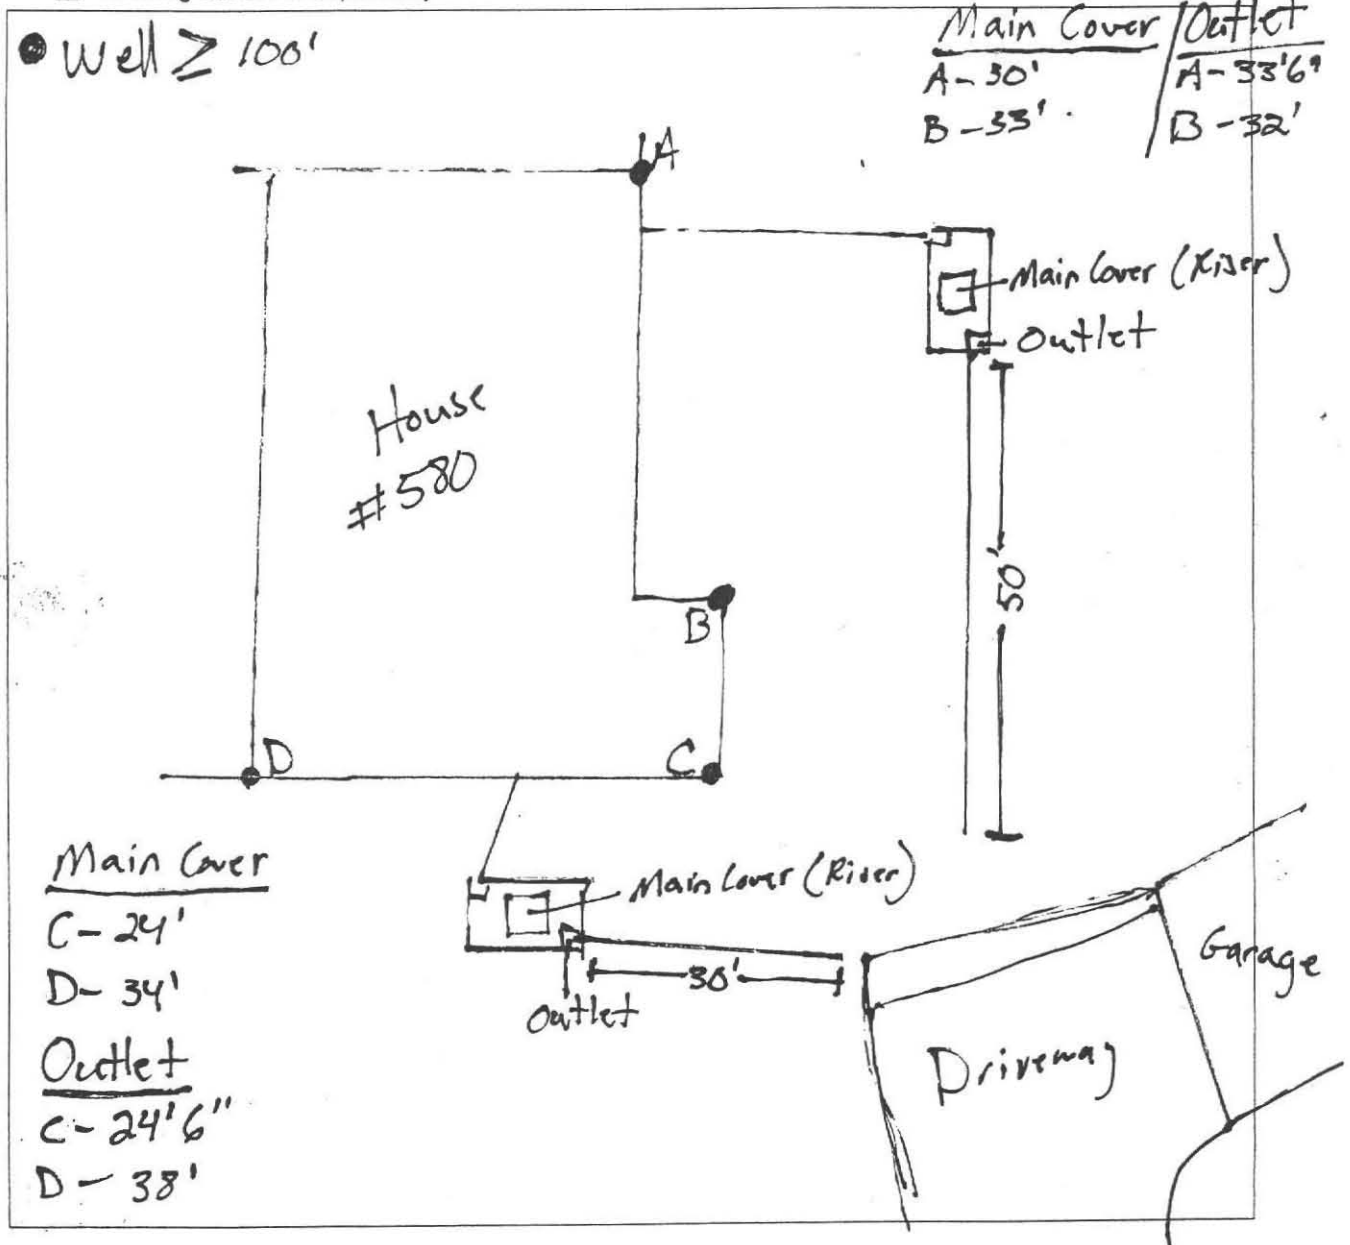 Well ≥ 100'
Main Cover / Outlet
A - 30' A - 33'6"
B - 33' B - 32'
A
Main Cover (Riser)
Outlet
House
#580
50'
B
D
C
Main Cover
C - 24'
D - 34'
Outlet
C - 24'6"
D - 38'
Main Cover (Riser)
30'
Outlet
Garage
Driveway